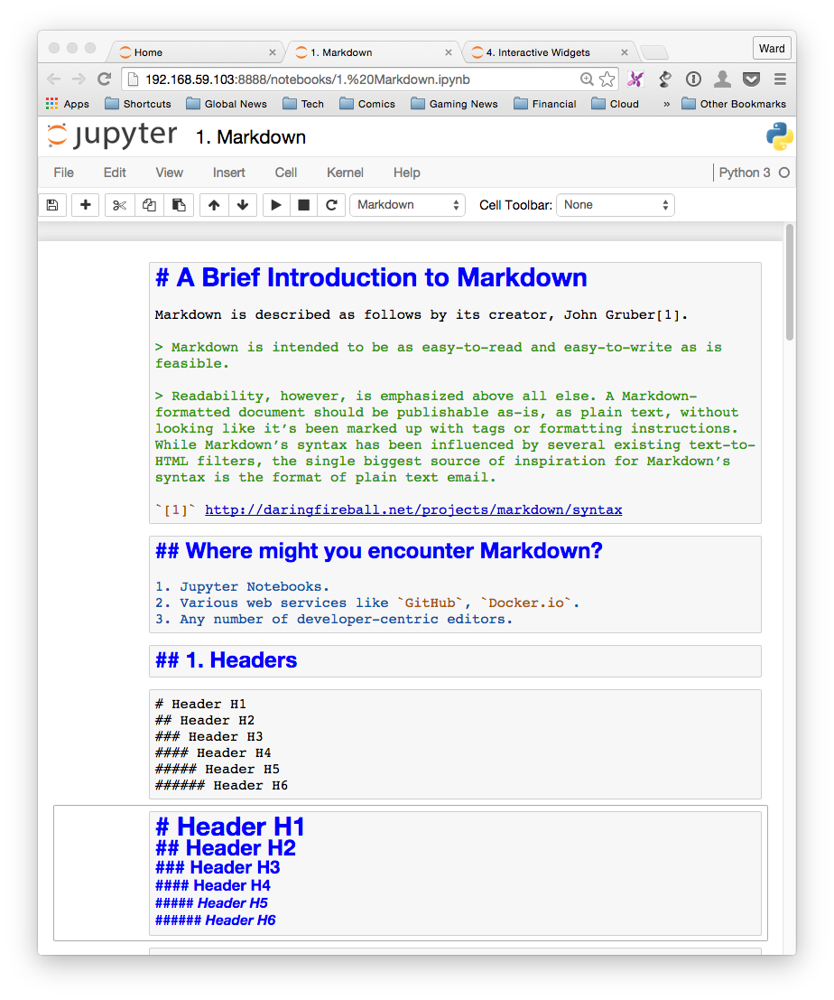 Home
1. Markdown
4. Interactive Widgets
Ward
192.168.59.103:8888/notebooks/1.%20Markdown.ipynb
Apps Shortcuts Global News Tech Comics Gaming News Financial Cloud » Other Bookmarks
jupyter 1. Markdown
File Edit View Insert Cell Kernel Help Python 3
Markdown Cell Toolbar: None
# A Brief Introduction to Markdown
Markdown is described as follows by its creator, John Gruber[1].
> Markdown is intended to be as easy-to-read and easy-to-write as is
feasible.
> Readability, however, is emphasized above all else. A Markdown-
formatted document should be publishable as-is, as plain text, without
looking like it’s been marked up with tags or formatting instructions.
While Markdown’s syntax has been influenced by several existing text-to-
HTML filters, the single biggest source of inspiration for Markdown’s
syntax is the format of plain text email.
`[1]` http://daringfireball.net/projects/markdown/syntax
## Where might you encounter Markdown?
1. Jupyter Notebooks.
2. Various web services like `GitHub`, `Docker.io`.
3. Any number of developer-centric editors.
## 1. Headers
# Header H1
## Header H2
### Header H3
#### Header H4
##### Header H5
###### Header H6
# Header H1
## Header H2
### Header H3
#### Header H4
##### Header H5
###### Header H6